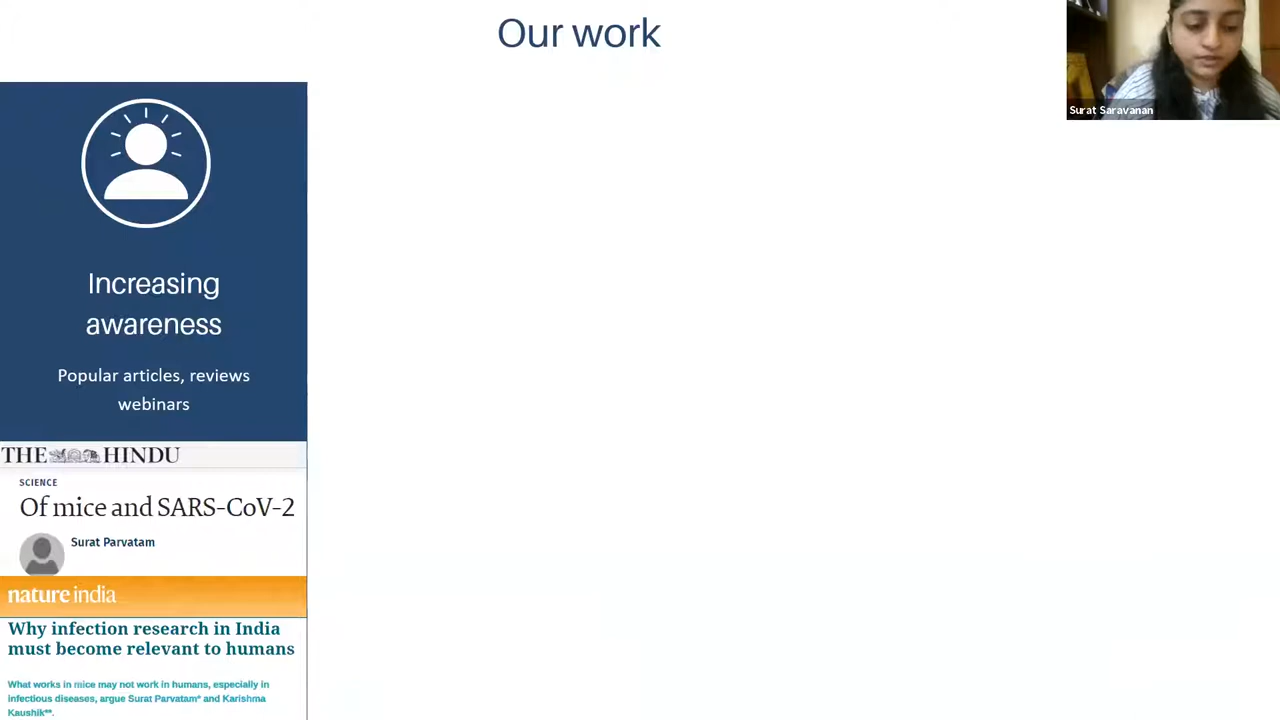 Our work
Surat Saravanan
Increasing
awareness
Popular articles, reviews
webinars
THE HINDU
SCIENCE
Of mice and SARS-CoV-2
Surat Parvatam
nature india
Why infection research in India
must become relevant to humans
What works in mice may not work in humans, especially in
infectious diseases, argue Surat Parvatam* and Karishma
Kaushik**.